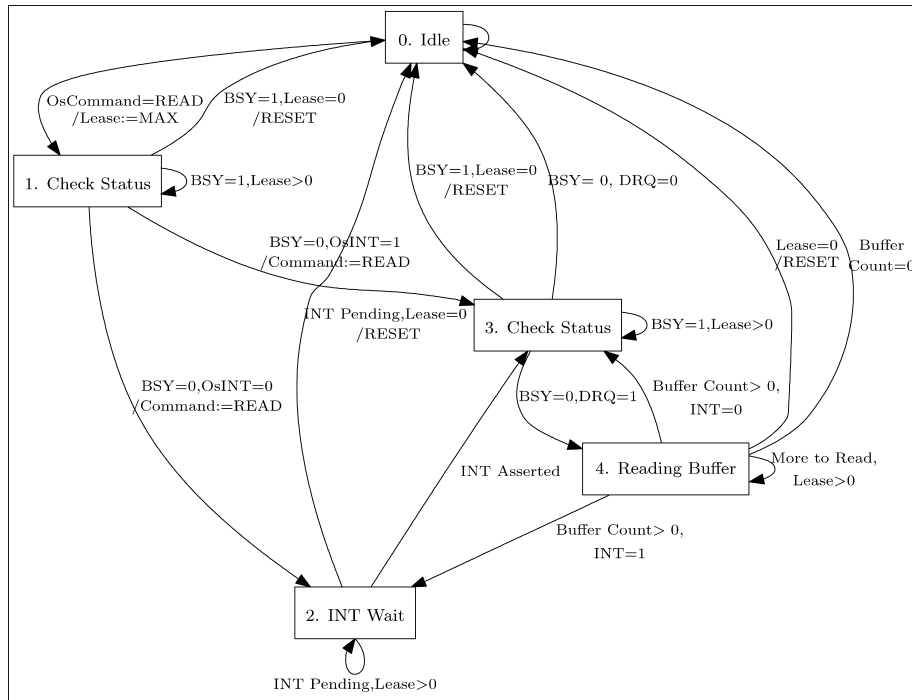 0. Idle
OsCommand=READ
/Lease:=MAX
BSY=1,Lease=0
/RESET
1. Check Status
BSY=1,Lease>0
BSY=1,Lease=0
/RESET
BSY= 0, DRQ=0
BSY=0,OsINT=1
/Command:=READ
Lease=0
/RESET
Buffer
Count=0
INT Pending,Lease=0
/RESET
3. Check Status
BSY=1,Lease>0
BSY=0,OsINT=0
/Command:=READ
BSY=0,DRQ=1
Buffer Count> 0,
INT=0
INT Asserted
4. Reading Buffer
More to Read,
Lease>0
Buffer Count> 0,
INT=1
2. INT Wait
INT Pending,Lease>0